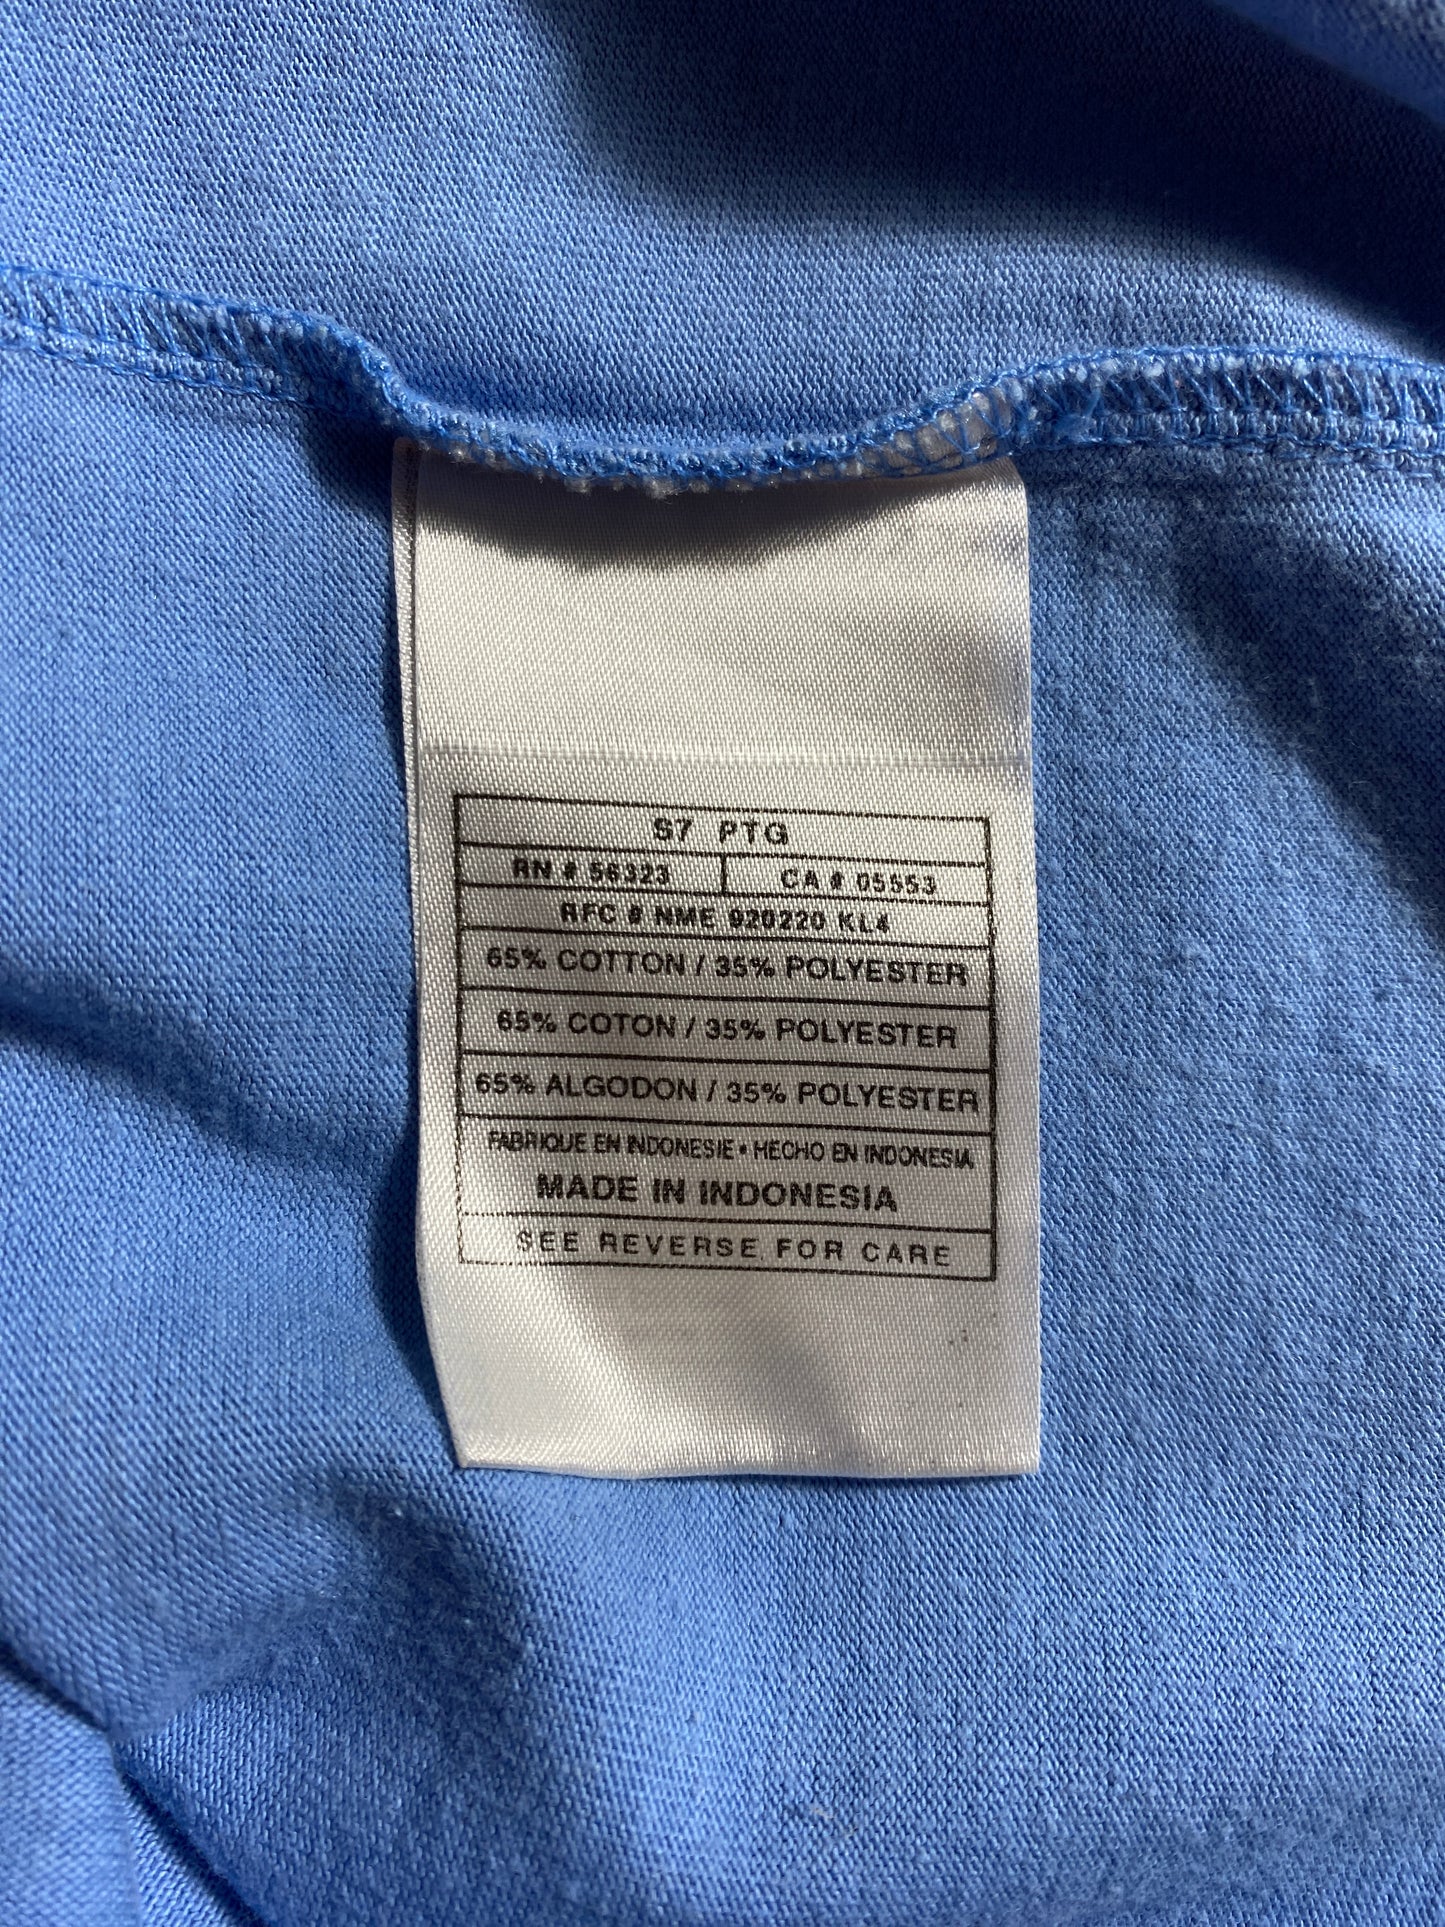 S7 PTG
RN # 56323 CA # 05553
RFC # NME 920220 KL4
65% COTTON / 35% POLYESTER
65% COTON / 35% POLYESTER
65% ALGODON / 35% POLYESTER
FABRIQUE EN INDONESIE • HECHO EN INDONESIA
MADE IN INDONESIA
SEE REVERSE FOR CARE